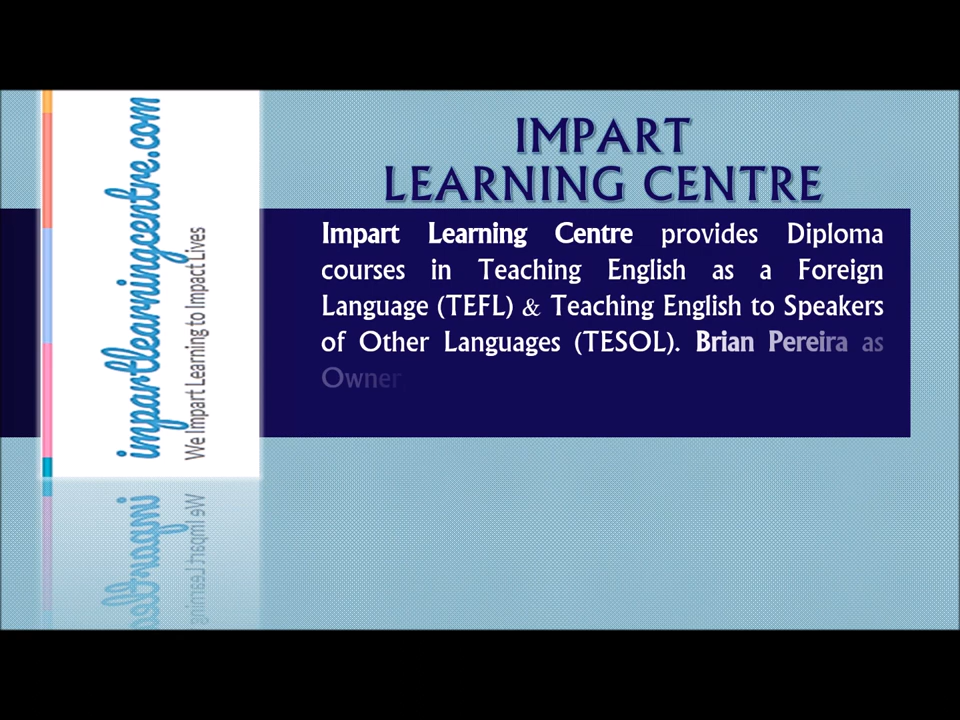 impartlearningcentre.com
We Impart Learning to Impact Lives
IMPART
LEARNING CENTRE
Impart Learning Centre provides Diploma
courses in Teaching English as a Foreign
Language (TEFL) & Teaching English to Speakers
of Other Languages (TESOL). Brian Pereira as
Owner